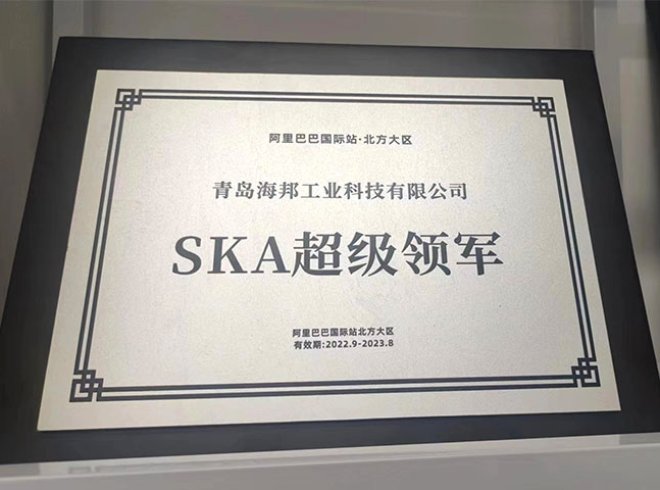 阿里巴巴国际站·北方大区
青岛海邦工业科技有限公司
SKA超级领军
阿里巴巴国际站北方大区
有效期:2022.9-2023.8